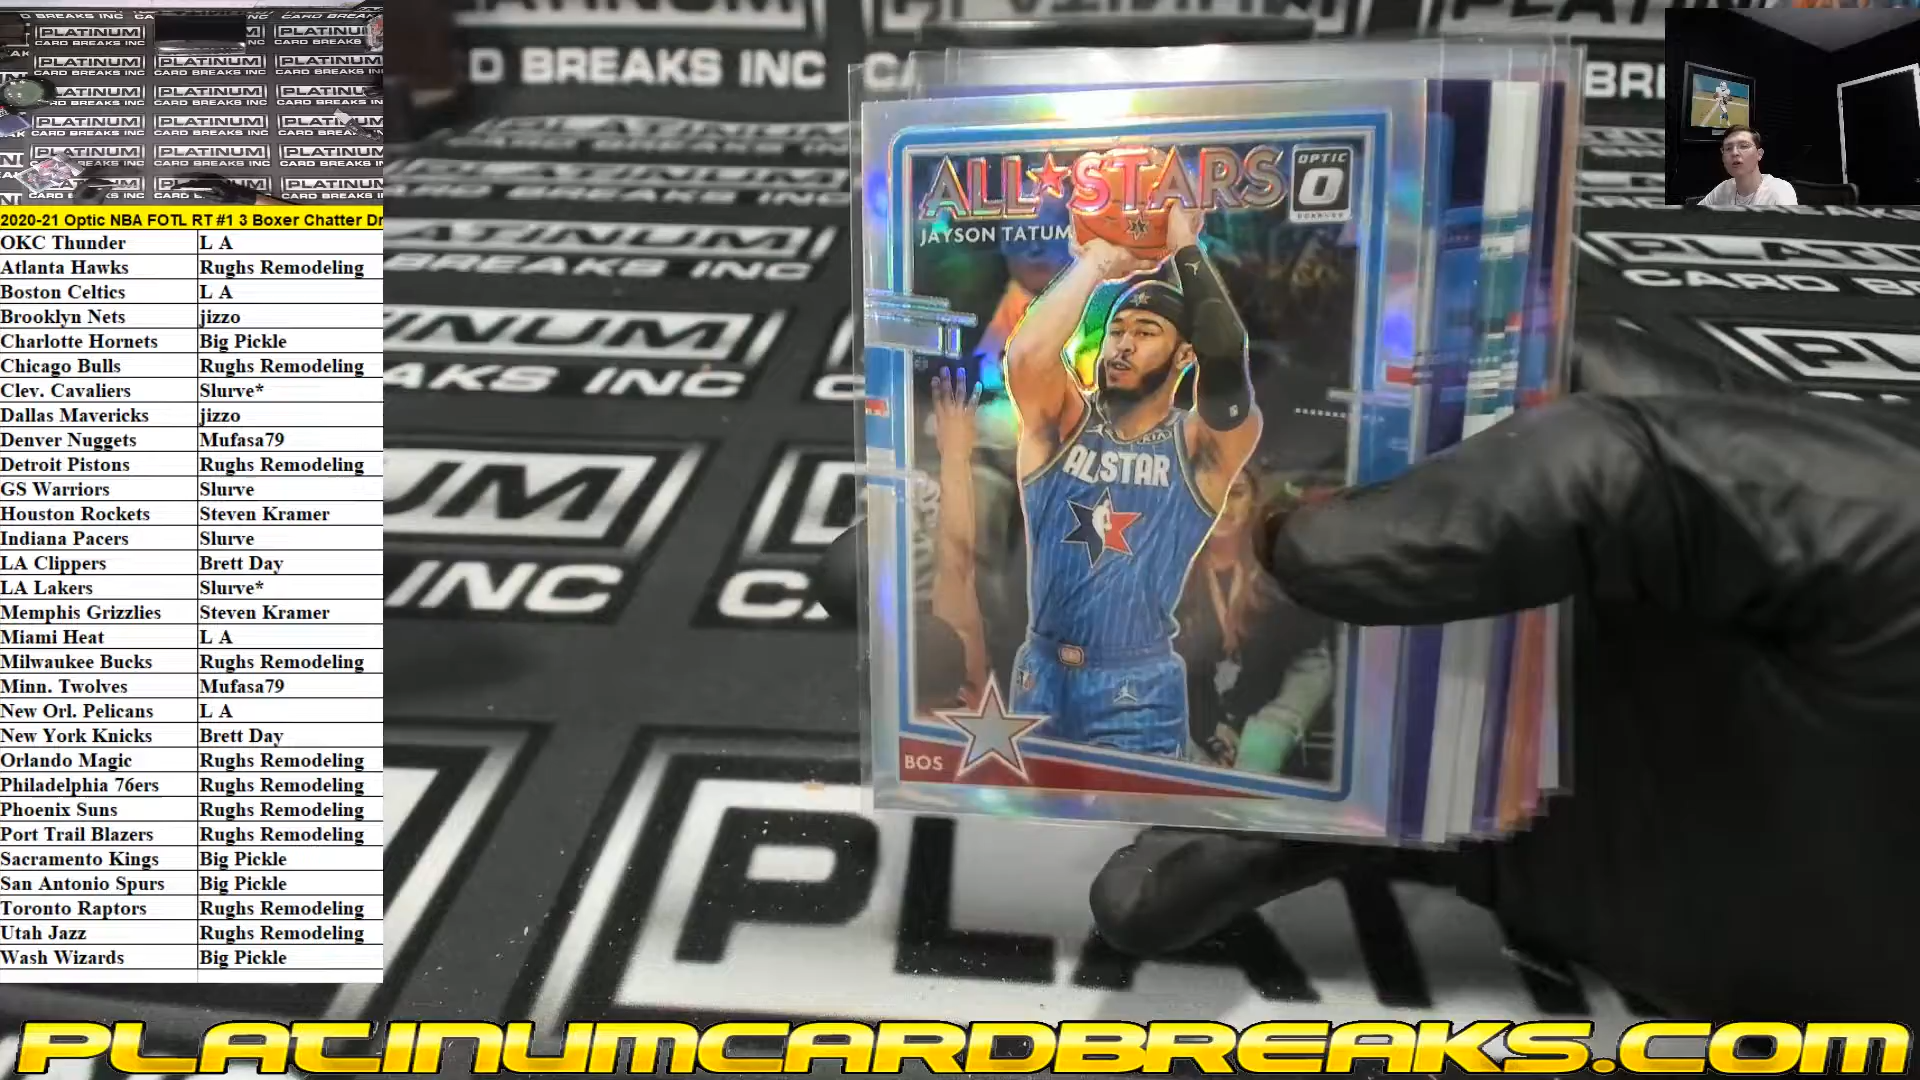 2020-21 Optic NBA FOTL RT #1 3 Boxer Chatter Dr
OKC Thunder L A
Atlanta Hawks Rughs Remodeling
Boston Celtics L A
Brooklyn Nets jizzo
Charlotte Hornets Big Pickle
Chicago Bulls Rughs Remodeling
Clev. Cavaliers Slurve*
Dallas Mavericks jizzo
Denver Nuggets Mufasa79
Detroit Pistons Rughs Remodeling
GS Warriors Slurve
Houston Rockets Steven Kramer
Indiana Pacers Slurve
LA Clippers Brett Day
LA Lakers Slurve*
Memphis Grizzlies Steven Kramer
Miami Heat L A
Milwaukee Bucks Rughs Remodeling
Minn. Twolves Mufasa79
New Orl. Pelicans L A
New York Knicks Brett Day
Orlando Magic Rughs Remodeling
Philadelphia 76ers Rughs Remodeling
Phoenix Suns Rughs Remodeling
Port Trail Blazers Rughs Remodeling
Sacramento Kings Big Pickle
San Antonio Spurs Big Pickle
Toronto Raptors Rughs Remodeling
Utah Jazz Rughs Remodeling
Wash Wizards Big Pickle
ALL★STARS
OPTIC
O
JAYSON TATUM
KIA
ALSTAR
BOS
PLATINUM
CARD BREAKS INC
BREAKS INC
PLATINUMCARDBREAKS.COM